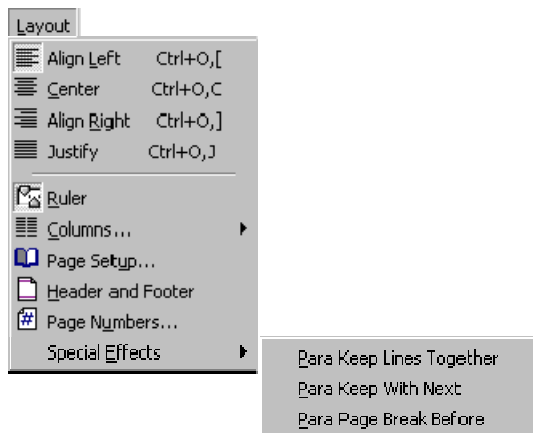 Layout
Align Left Ctrl+O,[
Center Ctrl+O,C
Align Right Ctrl+O,]
Justify Ctrl+O,J
Ruler
Columns...
Page Setup...
Header and Footer
# Page Numbers...
Special Effects
Para Keep Lines Together
Para Keep With Next
Para Page Break Before